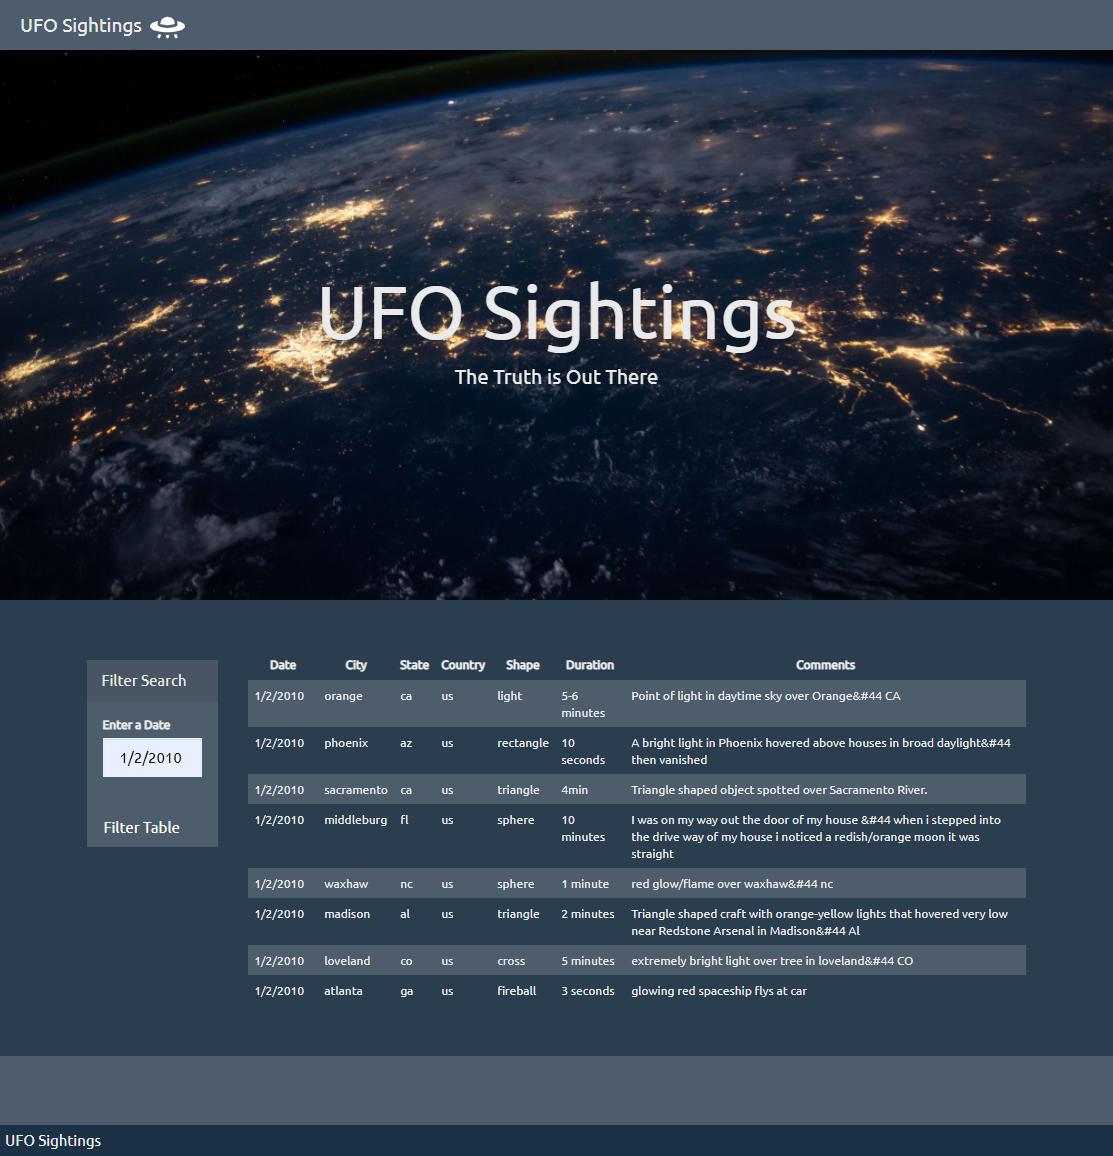 UFO Sightings
UFO Sightings
The Truth is Out There
Filter Search
Enter a Date
1/2/2010
Filter Table
Date City State Country Shape Duration Comments
1/2/2010 orange ca us light 5-6 minutes Point of light in daytime sky over Orange&#44 CA
1/2/2010 phoenix az us rectangle 10 seconds A bright light in Phoenix hovered above houses in broad daylight&#44 then vanished
1/2/2010 sacramento ca us triangle 4min Triangle shaped object spotted over Sacramento River.
1/2/2010 middleburg fl us sphere 10 minutes I was on my way out the door of my house &#44 when i stepped into the drive way of my house i noticed a redish/orange moon it was straight
1/2/2010 waxhaw nc us sphere 1 minute red glow/flame over waxhaw&#44 nc
1/2/2010 madison al us triangle 2 minutes Triangle shaped craft with orange-yellow lights that hovered very low near Redstone Arsenal in Madison&#44 Al
1/2/2010 loveland co us cross 5 minutes extremely bright light over tree in loveland&#44 CO
1/2/2010 atlanta ga us fireball 3 seconds glowing red spaceship flys at car
UFO Sightings